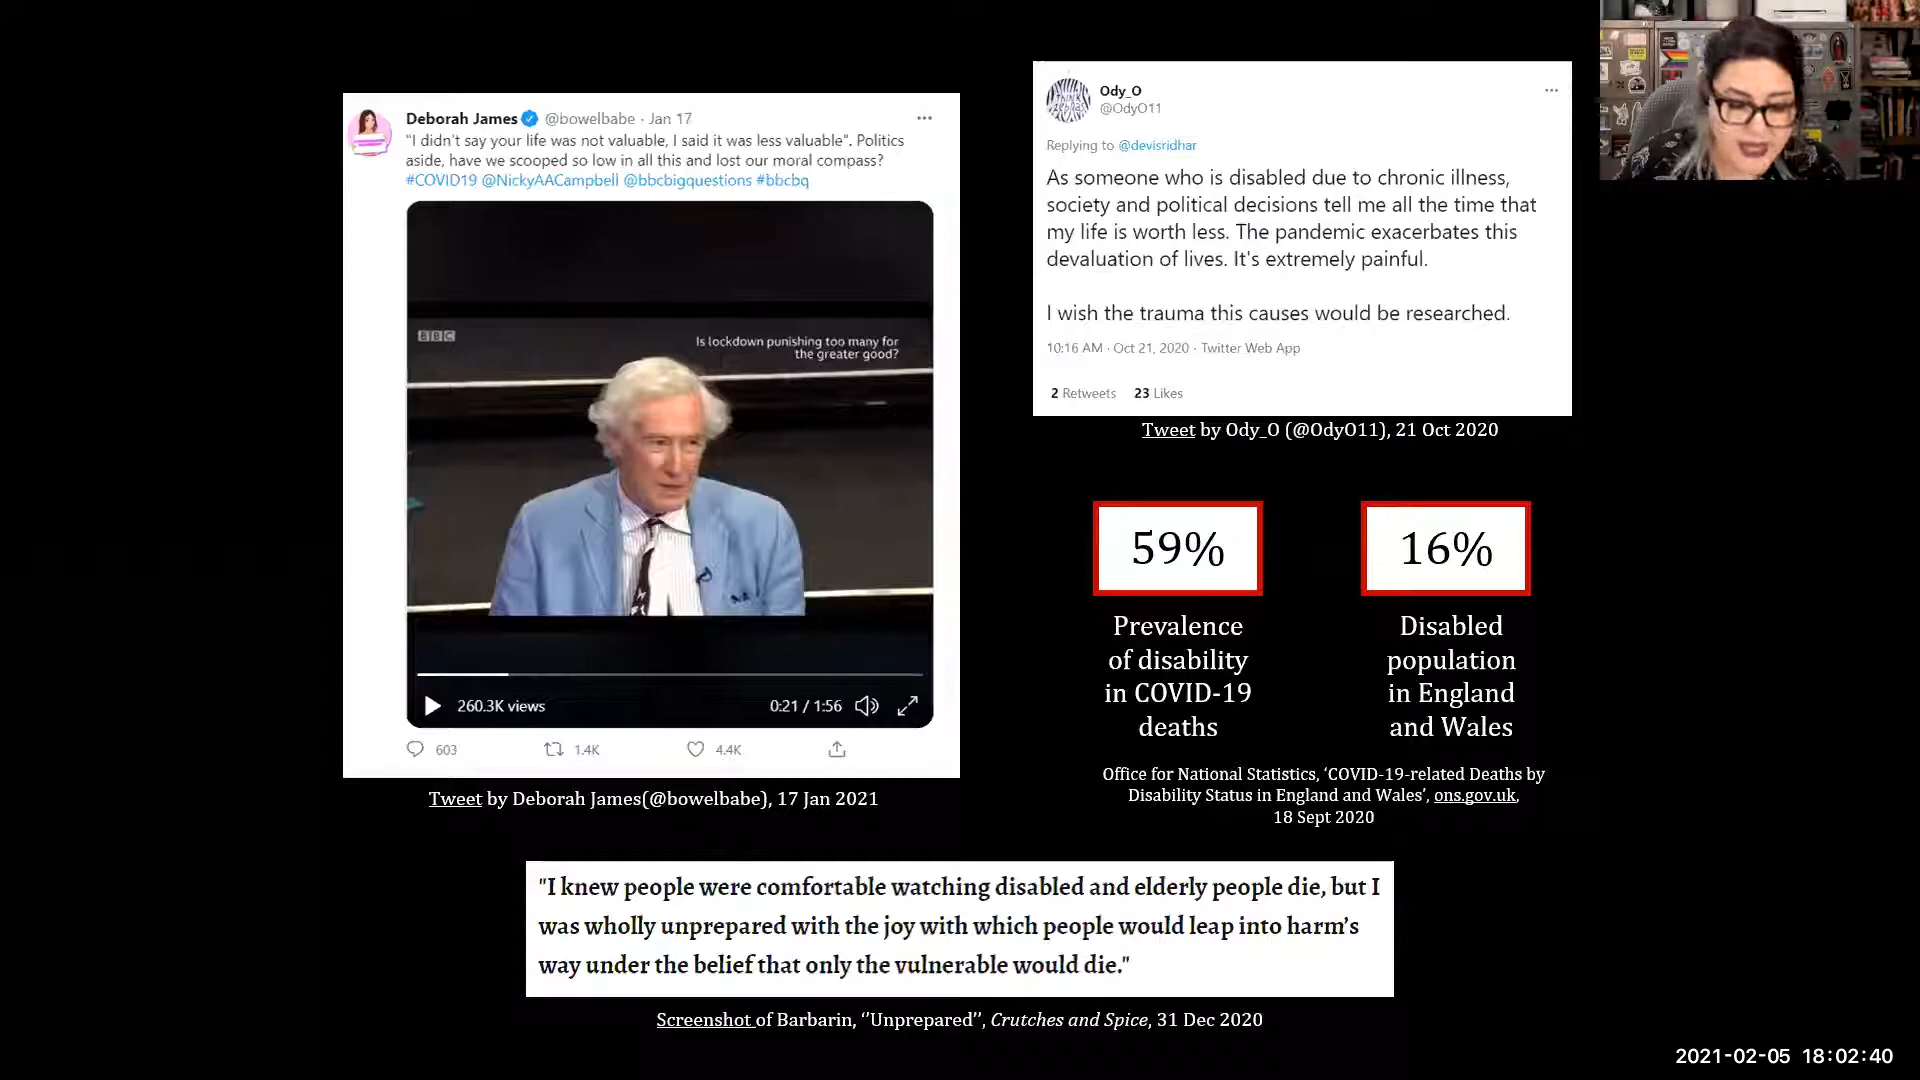 Deborah James @bowelbabe · Jan 17
"I didn't say your life was not valuable, I said it was less valuable". Politics
aside, have we scooped so low in all this and lost our moral compass?
#COVID19 @NickyAACampbell @bbcbigquestions #bbcbq
BBC
Is lockdown punishing too many for
the greater good?
260.3K views
0:21 / 1:56
603
1.4K
4.4K
Tweet by Deborah James(@bowelbabe), 17 Jan 2021
THINK
ZEBRAS
Ody_O
@OdyO11
Replying to @devisridhar
As someone who is disabled due to chronic illness,
society and political decisions tell me all the time that
my life is worth less. The pandemic exacerbates this
devaluation of lives. It's extremely painful.
I wish the trauma this causes would be researched.
10:16 AM · Oct 21, 2020 · Twitter Web App
2 Retweets 23 Likes
Tweet by Ody_O (@OdyO11), 21 Oct 2020
59%
Prevalence
of disability
in COVID-19
deaths
16%
Disabled
population
in England
and Wales
Office for National Statistics, ‘COVID-19-related Deaths by
Disability Status in England and Wales’, ons.gov.uk,
18 Sept 2020
"I knew people were comfortable watching disabled and elderly people die, but I
was wholly unprepared with the joy with which people would leap into harm’s
way under the belief that only the vulnerable would die."
Screenshot of Barbarin, ‘’Unprepared’’, Crutches and Spice, 31 Dec 2020
2021-02-05 18:02:40